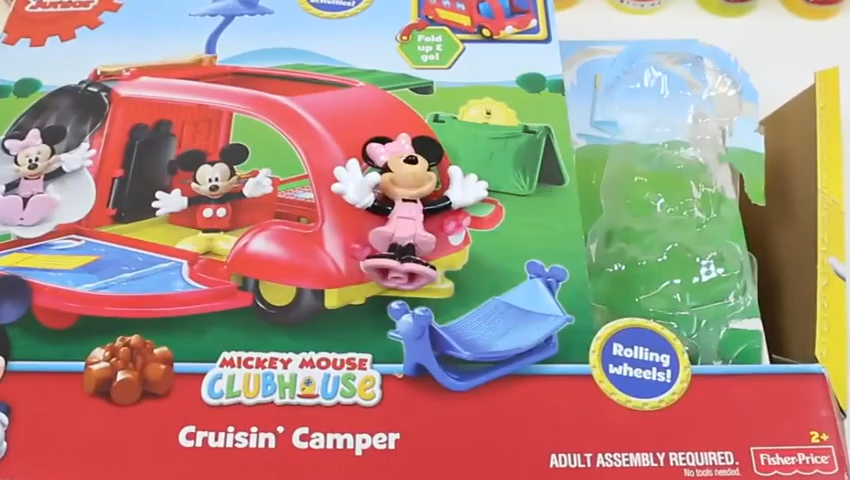 Junior
activities!
Fold
up &
go!
MICKEY MOUSE
CLUBHOUSE
Cruisin' Camper
Rolling
wheels!
2+
ADULT ASSEMBLY REQUIRED.
No tools needed.
Fisher-Price